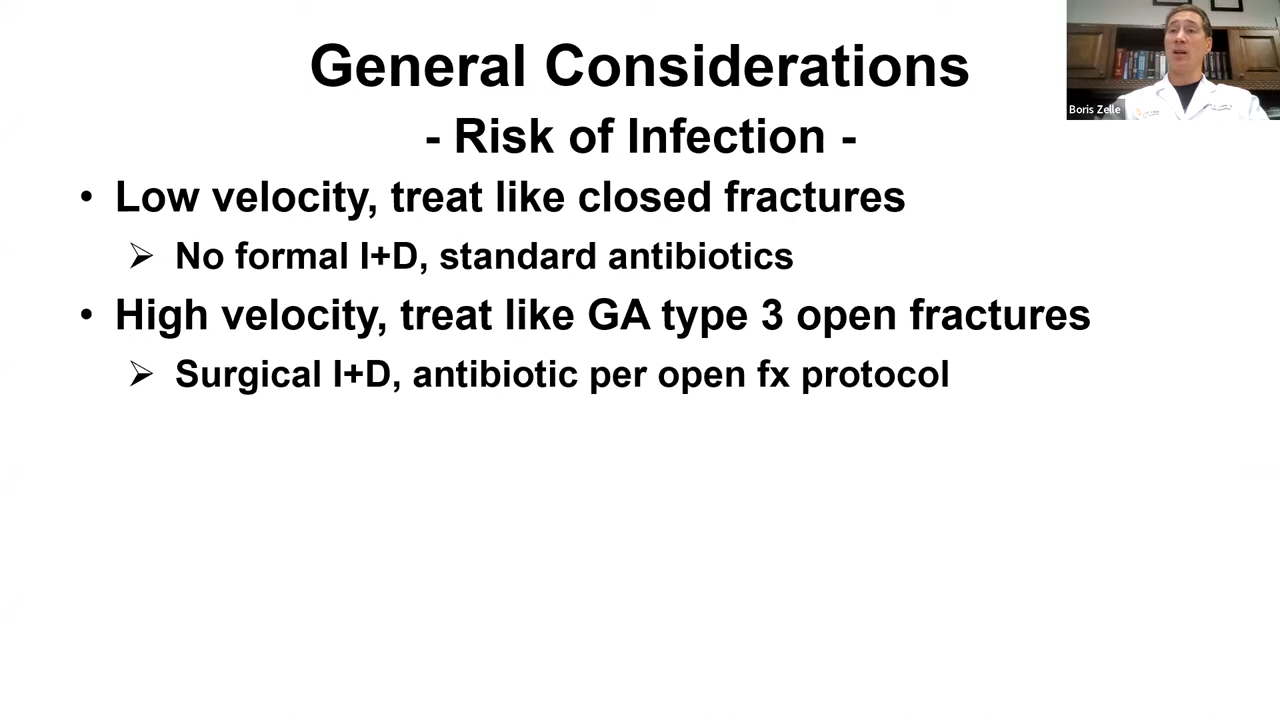 General Considerations
- Risk of Infection -
• Low velocity, treat like closed fractures
➢ No formal I+D, standard antibiotics
• High velocity, treat like GA type 3 open fractures
➢ Surgical I+D, antibiotic per open fx protocol
Boris Zelle